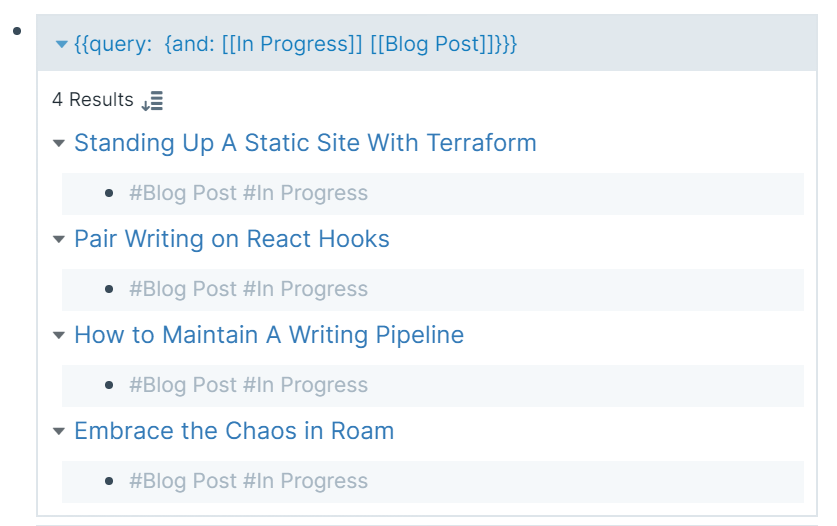 {{query:  {and: [[In Progress]] [[Blog Post]]}}}
4 Results
Standing Up A Static Site With Terraform
#Blog Post #In Progress
Pair Writing on React Hooks
#Blog Post #In Progress
How to Maintain A Writing Pipeline
#Blog Post #In Progress
Embrace the Chaos in Roam
#Blog Post #In Progress